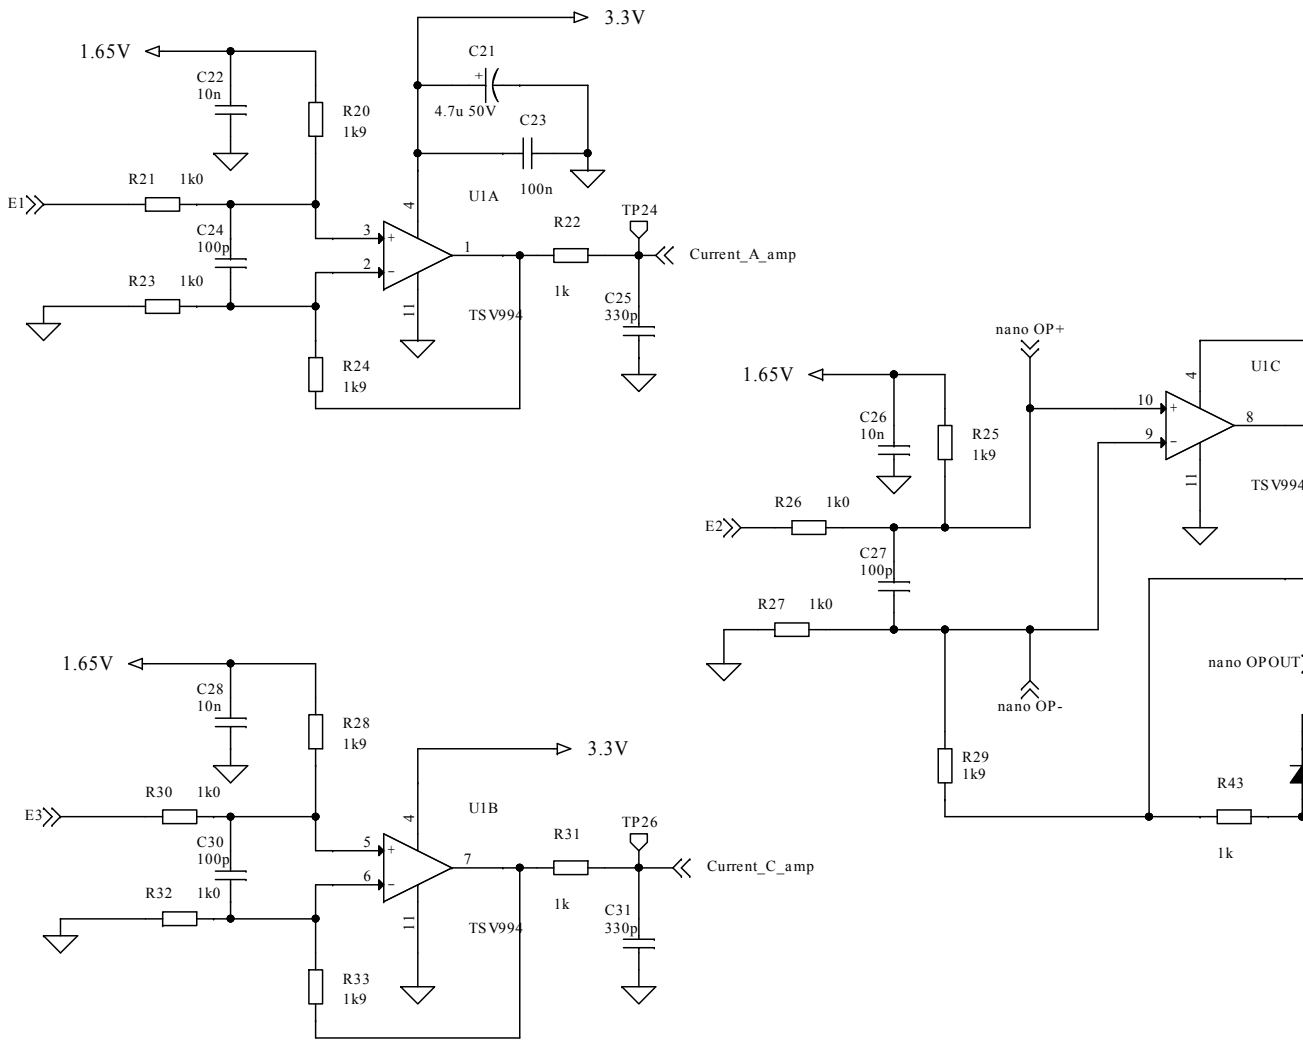 3.3V
1.65V
C21
+
4.7u 50V
C22
10n
R20
1k9
C23
100n
R21 1k0
E1
U1A
4
TP24
R22
C24
100p
3
+
2
−
1
Current_A_amp
R23 1k0
1k
C25
330p
11
TSV994
R24
1k9
nano OP+
U1C
4
1.65V
C26
10n
R25
1k9
10
+
9
−
8
11
TSV994
R26 1k0
E2
C27
100p
R27 1k0
nano OPOUT
nano OP-
R29
1k9
R43
1k
1.65V
C28
10n
R28
1k9
3.3V
R30 1k0
E3
U1B
4
TP26
R31
C30
100p
5
+
6
−
7
Current_C_amp
R32 1k0
1k
C31
330p
11
TSV994
R33
1k9